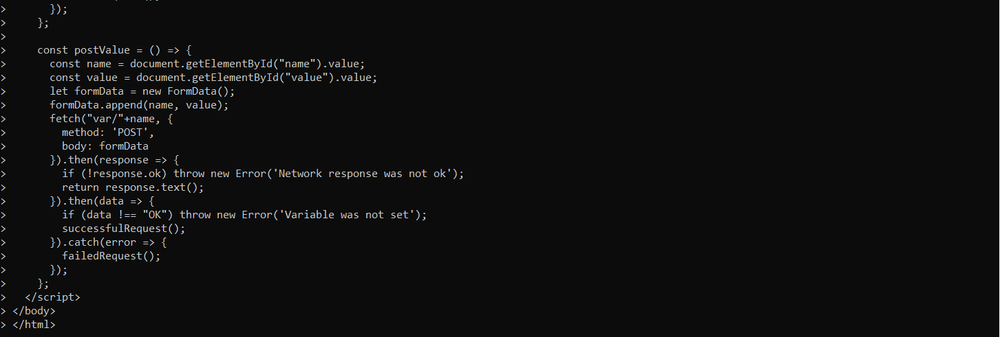 >       });
>     };
>
>     const postValue = () => {
>       const name = document.getElementById("name").value;
>       const value = document.getElementById("value").value;
>       let formData = new FormData();
>       formData.append(name, value);
>       fetch("var/"+name, {
>         method: 'POST',
>         body: formData
>       }).then(response => {
>         if (!response.ok) throw new Error('Network response was not ok');
>         return response.text();
>       }).then(data => {
>         if (data !== "OK") throw new Error('Variable was not set');
>         successfulRequest();
>       }).catch(error => {
>         failedRequest();
>       });
>     };
>   </script>
> </body>
> </html>